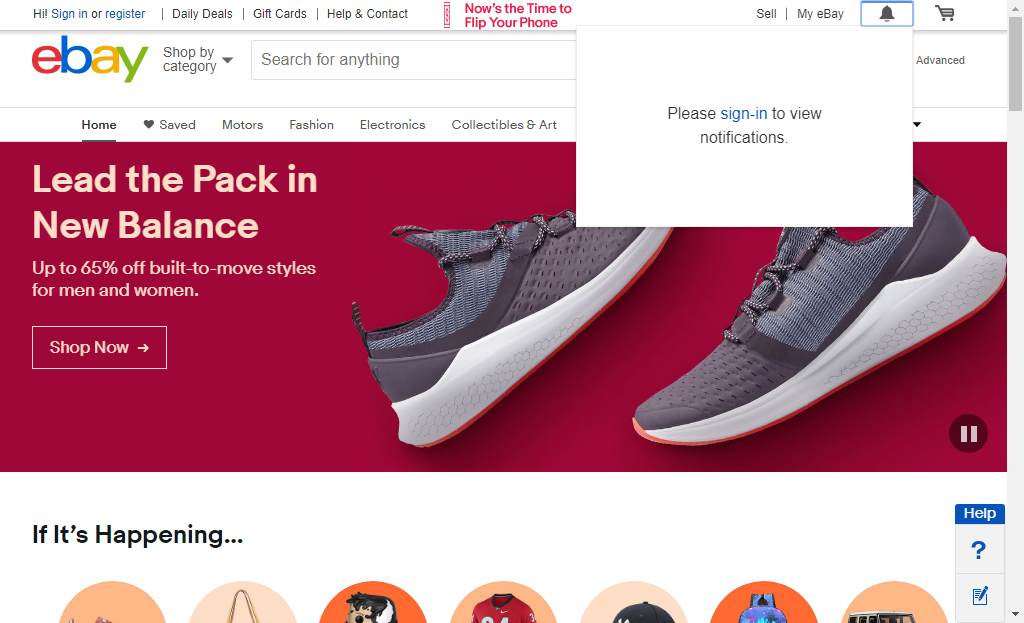 Hi! Sign in or register | Daily Deals | Gift Cards | Help & Contact
Now's the Time to
Flip Your Phone
Sell | My eBay
ebay
Shop by
category
Search for anything
Advanced
Please sign-in to view
notifications.
Home
Saved
Motors
Fashion
Electronics
Collectibles & Art
Lead the Pack in
New Balance
Up to 65% off built-to-move styles
for men and women.
Shop Now →
If It's Happening...
Help
?